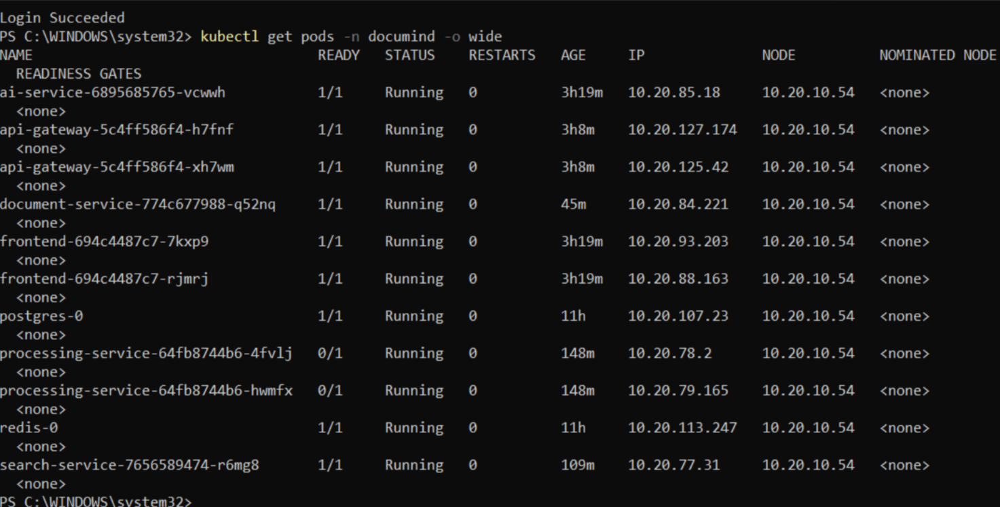 Login Succeeded
PS C:\WINDOWS\system32> kubectl get pods -n documind -o wide
NAME                                  READY   STATUS    RESTARTS   AGE     IP              NODE          NOMINATED NODE
  READINESS GATES
ai-service-6895685765-vcwwh           1/1     Running   0          3h19m   10.20.85.18     10.20.10.54   <none>
  <none>
api-gateway-5c4ff586f4-h7fnf          1/1     Running   0          3h8m    10.20.127.174   10.20.10.54   <none>
  <none>
api-gateway-5c4ff586f4-xh7wm          1/1     Running   0          3h8m    10.20.125.42    10.20.10.54   <none>
  <none>
document-service-774c677988-q52nq     1/1     Running   0          45m     10.20.84.221    10.20.10.54   <none>
  <none>
frontend-694c4487c7-7kxp9             1/1     Running   0          3h19m   10.20.93.203    10.20.10.54   <none>
  <none>
frontend-694c4487c7-rjmrj             1/1     Running   0          3h19m   10.20.88.163    10.20.10.54   <none>
  <none>
postgres-0                            1/1     Running   0          11h     10.20.107.23    10.20.10.54   <none>
  <none>
processing-service-64fb8744b6-4fvlj   0/1     Running   0          148m    10.20.78.2      10.20.10.54   <none>
  <none>
processing-service-64fb8744b6-hwmfx   0/1     Running   0          148m    10.20.79.165    10.20.10.54   <none>
  <none>
redis-0                               1/1     Running   0          11h     10.20.113.247   10.20.10.54   <none>
  <none>
search-service-7656589474-r6mg8       1/1     Running   0          109m    10.20.77.31     10.20.10.54   <none>
  <none>
PS C:\WINDOWS\system32>